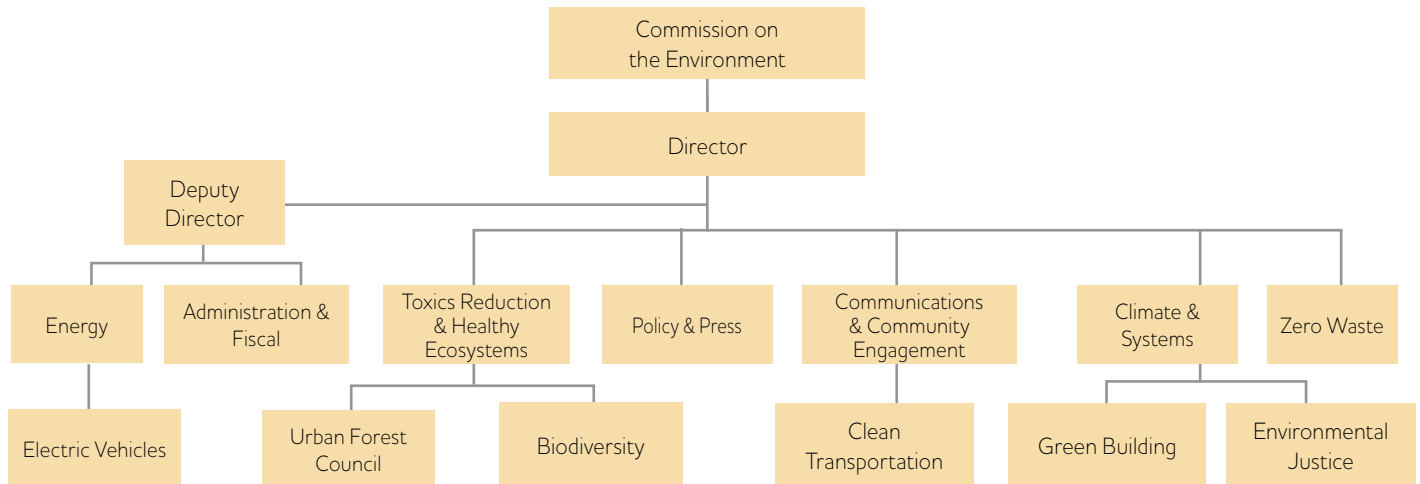 Commission on
the Environment
Director
Deputy
Director
Energy
Administration &
Fiscal
Toxics Reduction
& Healthy
Ecosystems
Policy & Press
Communications
& Community
Engagement
Climate &
Systems
Zero Waste
Electric Vehicles
Urban Forest
Council
Biodiversity
Clean
Transportation
Green Building
Environmental
Justice